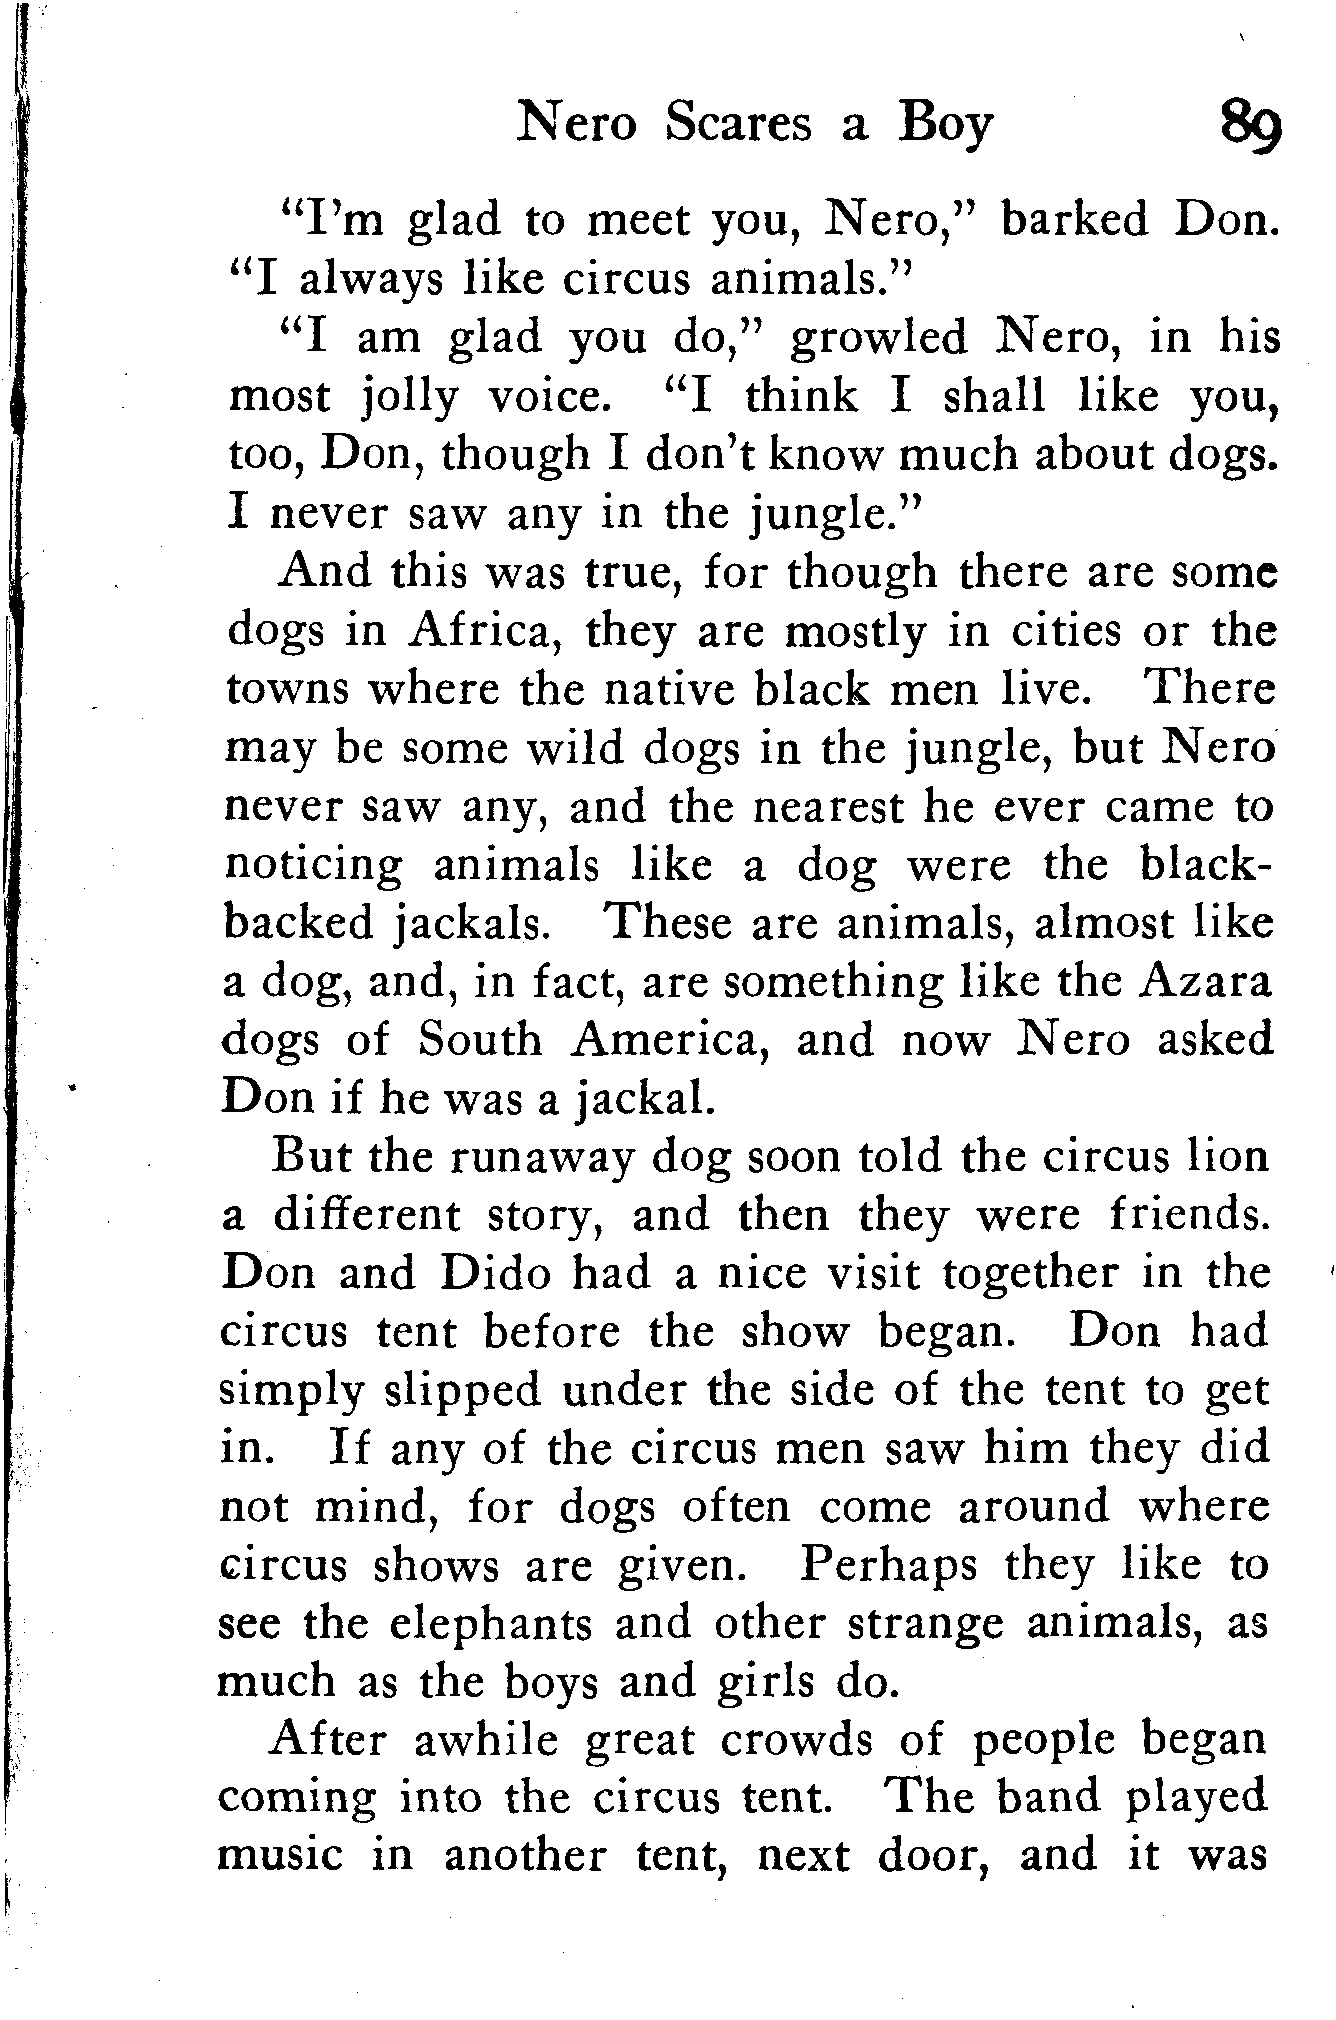 Nero Scares a Boy 89
“I’m glad to meet you, Nero,” barked Don.
“I always like circus animals.”
“I am glad you do,” growled Nero, in his
most jolly voice. “I think I shall like you,
too, Don, though I don’t know much about dogs.
I never saw any in the jungle.”
And this was true, for though there are some
dogs in Africa, they are mostly in cities or the
towns where the native black men live. There
may be some wild dogs in the jungle, but Nero
never saw any, and the nearest he ever came to
noticing animals like a dog were the black-
backed jackals. These are animals, almost like
a dog, and, in fact, are something like the Azara
dogs of South America, and now Nero asked
Don if he was a jackal.
But the runaway dog soon told the circus lion
a different story, and then they were friends.
Don and Dido had a nice visit together in the
circus tent before the show began. Don had
simply slipped under the side of the tent to get
in. If any of the circus men saw him they did
not mind, for dogs often come around where
circus shows are given. Perhaps they like to
see the elephants and other strange animals, as
much as the boys and girls do.
After awhile great crowds of people began
coming into the circus tent. The band played
music in another tent, next door, and it was